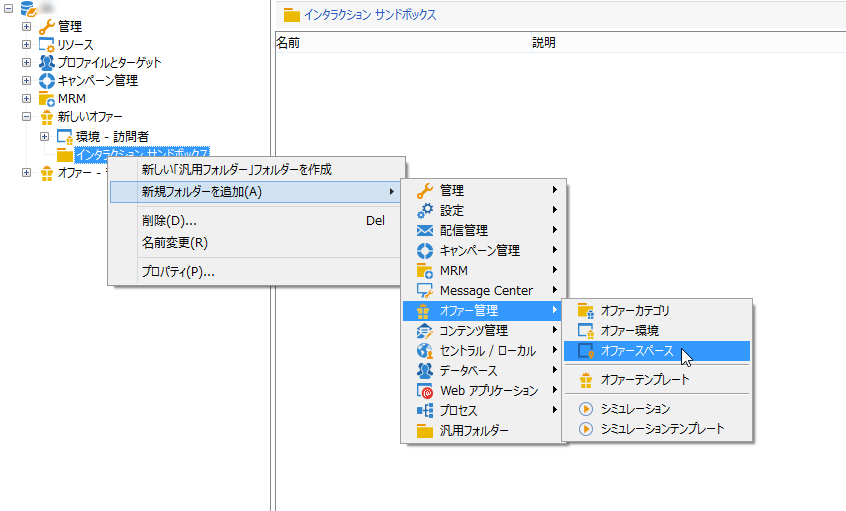 管理
リソース
プロファイルとターゲット
キャンペーン管理
MRM
新しいオファー
環境 - 訪問者
インタラクション サンドボックス
オファー -
インタラクション サンドボックス
名前 説明
新しい「汎用フォルダー」フォルダーを作成
新規フォルダーを追加(A)
削除(D)... Del
名前変更(R)
プロパティ(P)...
管理
設定
配信管理
キャンペーン管理
MRM
Message Center
オファー管理
コンテンツ管理
セントラル / ローカル
データベース
Web アプリケーション
プロセス
汎用フォルダー
オファーカテゴリ
オファー環境
オファースペース
オファーテンプレート
シミュレーション
シミュレーションテンプレート